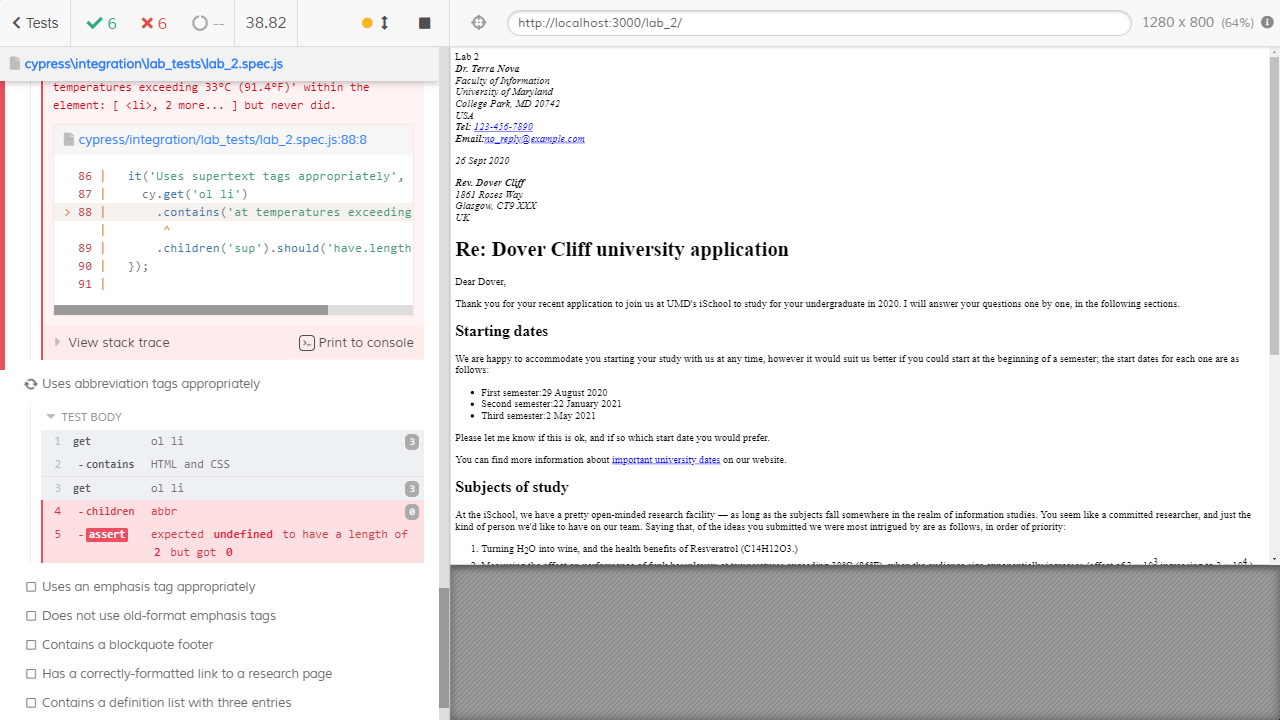 Tests
6
6
--
38.82
http://localhost:3000/lab_2/
1280 x 800 (64%)
cypress\integration\lab_tests\lab_2.spec.js
temperatures exceeding 33ºC (91.4ºF)' within the
element: [ <li>, 2 more... ] but never did.
cypress/integration/lab_tests/lab_2.spec.js:88:8
86 | it('Uses supertext tags appropriately',
87 | cy.get('ol li')
> 88 | .contains('at temperatures exceeding
| ^
89 | .children('sup').should('have.length
90 | });
91 |
View stack trace
Print to console
Uses abbreviation tags appropriately
TEST BODY
1 get ol li 3
2 -contains HTML and CSS
3 get ol li 3
4 -children abbr 0
5 -assert expected undefined to have a length of
2 but got 0
Uses an emphasis tag appropriately
Does not use old-format emphasis tags
Contains a blockquote footer
Has a correctly-formatted link to a research page
Contains a definition list with three entries
Lab 2
Dr. Terra Nova
Faculty of Information
University of Maryland
College Park, MD 20742
USA
Tel: 123-456-7890
Email:no_reply@example.com
26 Sept 2020
Rev. Dover Cliff
1861 Roses Way
Glasgow, CT9 XXX
UK
Re: Dover Cliff university application
Dear Dover,
Thank you for your recent application to join us at UMD's iSchool to study for your undergraduate in 2020. I will answer your questions one by one, in the following sections.
Starting dates
We are happy to accommodate you starting your study with us at any time, however it would suit us better if you could start at the beginning of a semester; the start dates for each one are as
follows:
First semester:29 August 2020
Second semester:22 January 2021
Third semester:2 May 2021
Please let me know if this is ok, and if so which start date you would prefer.
You can find more information about important university dates on our website.
Subjects of study
At the iSchool, we have a pretty open-minded research facility — as long as the subjects fall somewhere in the realm of information studies. You seem like a committed researcher, and just the
kind of person we'd like to have on our team. Saying that, of the ideas you submitted we were most intrigued by are as follows, in order of priority:
1. Turning H2O into wine, and the health benefits of Resveratrol (C14H12O3.)